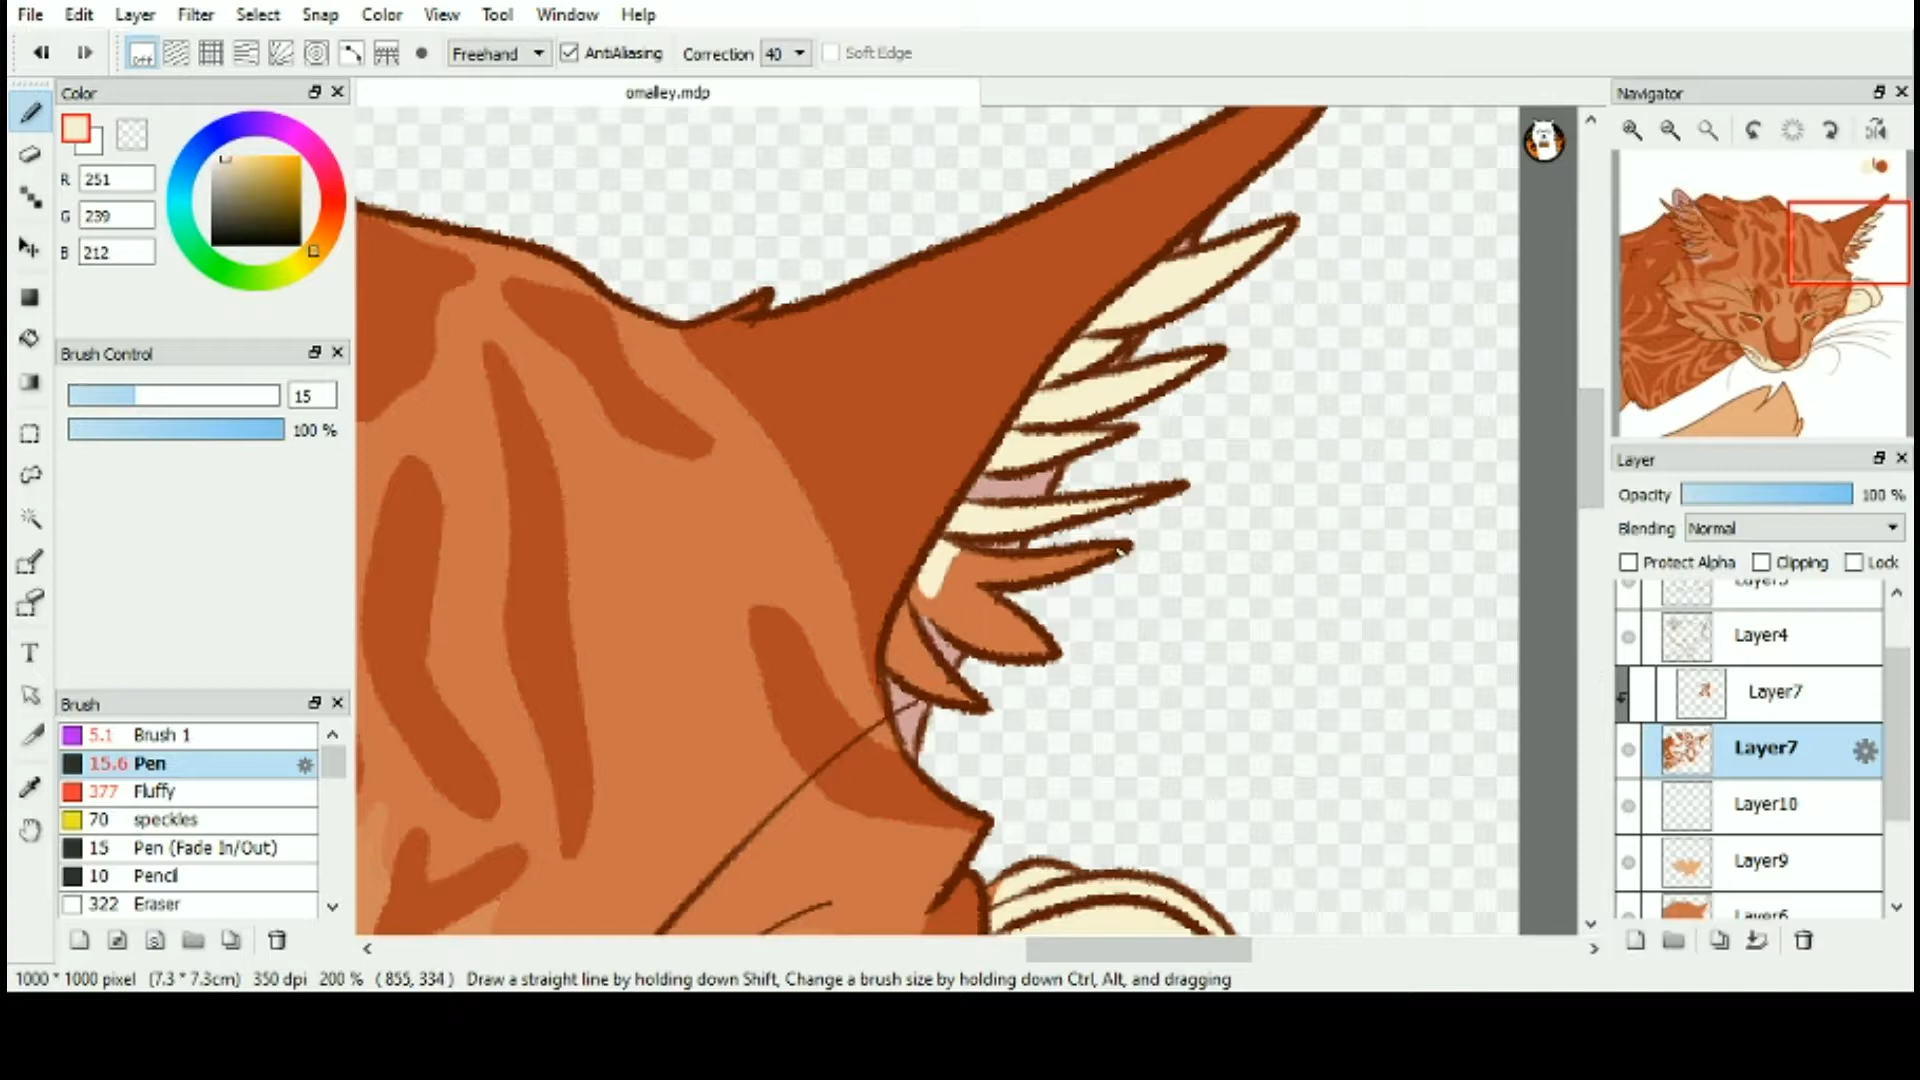 File Edit Layer Filter Select Snap Color View Tool Window Help
off Freehand AntiAliasing Correction 40 Soft Edge
Color omalley.mdp Navigator
R 251
G 239
B 212
Brush Control
15
100 %
Brush
5.1 Brush 1
15.6 Pen
377 Fluffy
70 speckles
15 Pen (Fade In/Out)
10 Pencil
322 Eraser
T
Layer
Opacity 100 %
Blending Normal
Protect Alpha Clipping Lock
Layer4
Layer7
Layer7
Layer10
Layer9
Layer6
1000 * 1000 pixel (7.3 * 7.3cm) 350 dpi 200 % ( 855, 334 ) Draw a straight line by holding down Shift, Change a brush size by holding down Ctrl, Alt, and dragging